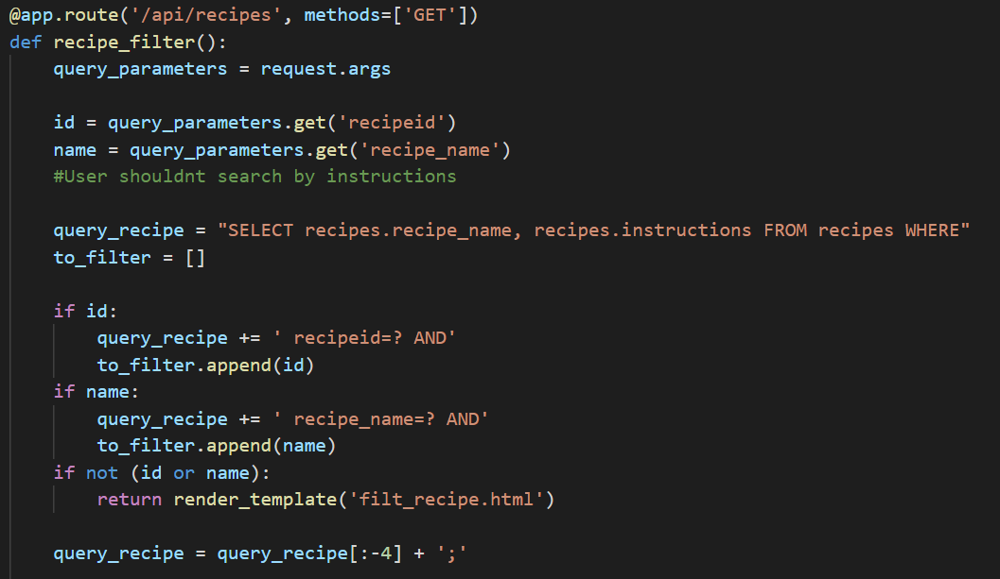 @app.route('/api/recipes', methods=['GET'])
def recipe_filter():
    query_parameters = request.args

    id = query_parameters.get('recipeid')
    name = query_parameters.get('recipe_name')
    #User shouldnt search by instructions

    query_recipe = "SELECT recipes.recipe_name, recipes.instructions FROM recipes WHERE"
    to_filter = []

    if id:
        query_recipe += ' recipeid=? AND'
        to_filter.append(id)
    if name:
        query_recipe += ' recipe_name=? AND'
        to_filter.append(name)
    if not (id or name):
        return render_template('filt_recipe.html')

    query_recipe = query_recipe[:-4] + ';'